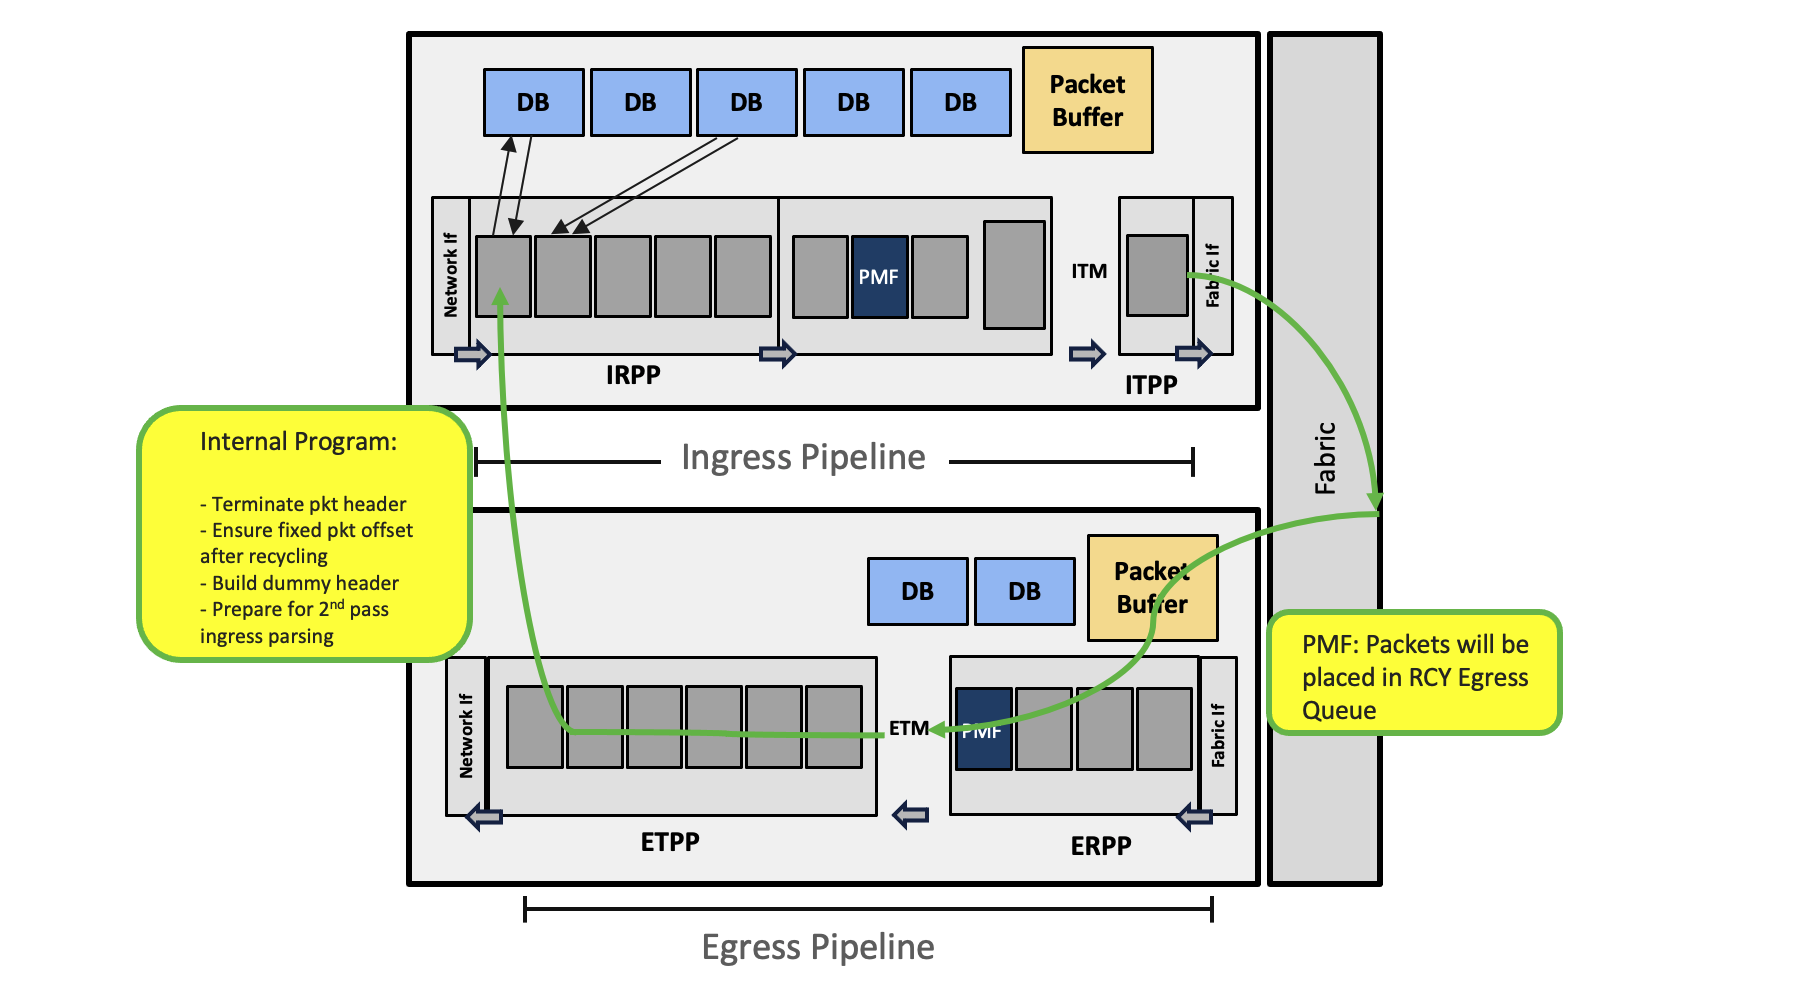 DB
DB
DB
DB
DB
Packet
Buffer
Network If
PMF
ITM
Fabric If
IRPP
ITPP
Ingress Pipeline
Fabric
Internal Program:
- Terminate pkt header
- Ensure fixed pkt offset
after recycling
- Build dummy header
- Prepare for 2nd pass
ingress parsing
DB
DB
Packet
Buffer
PMF: Packets will be
placed in RCY Egress
Queue
Network If
ETM
PMF
Fabric If
ETPP
ERPP
Egress Pipeline